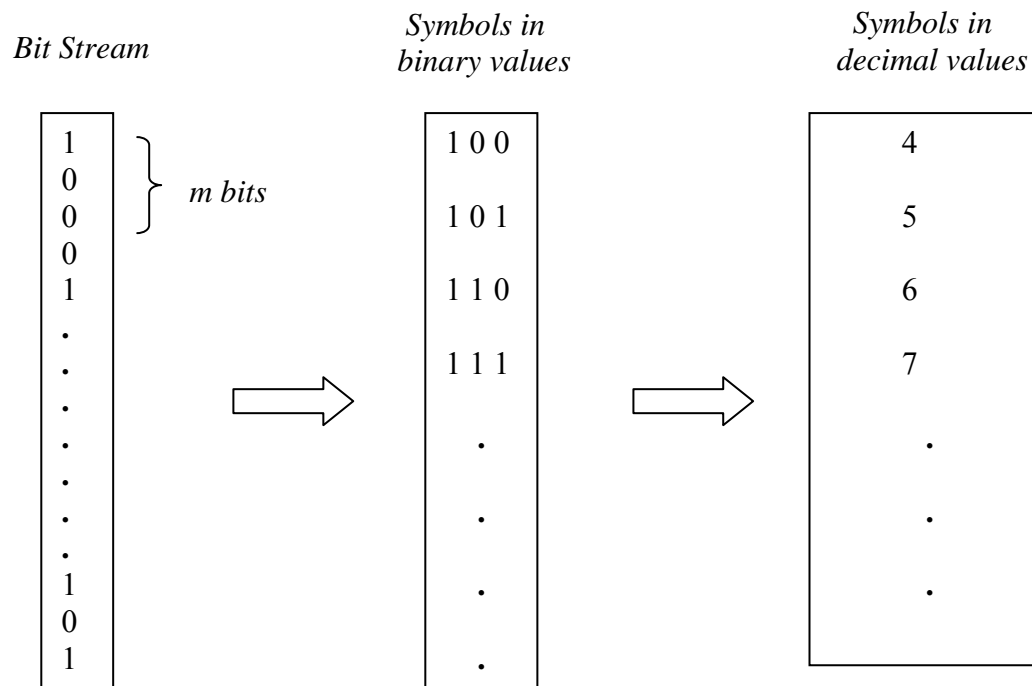 Bit Stream
Symbols in
binary values
Symbols in
decimal values
1
0
0
0
1
.
.
.
.
.
.
.
1
0
1
m bits
1 0 0
1 0 1
1 1 0
1 1 1
.
.
.
.
4
5
6
7
.
.
.